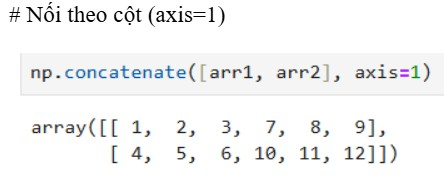 # Nối theo cột (axis=1)
np.concatenate([arr1, arr2], axis=1)
array([[ 1,  2,  3,  7,  8,  9],
       [ 4,  5,  6, 10, 11, 12]])